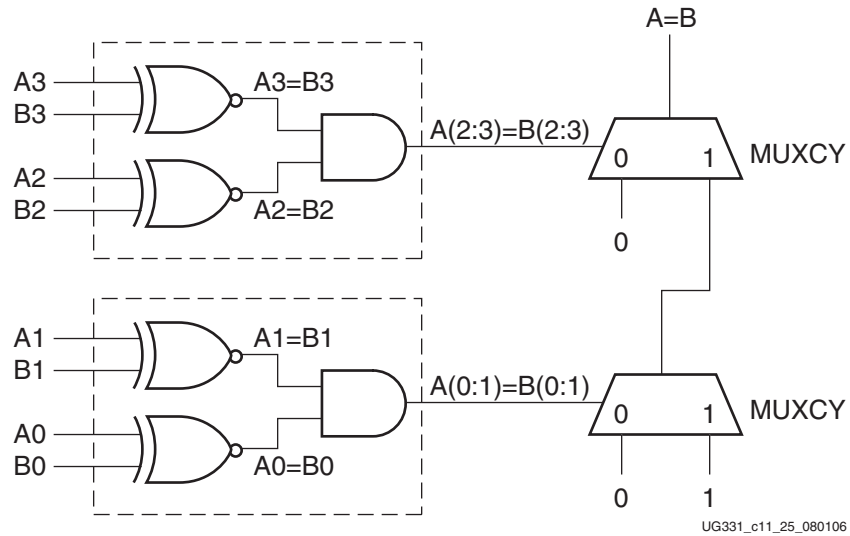 A=B
A3
B3
A3=B3
A(2:3)=B(2:3)
0 1
MUXCY
A2
B2
A2=B2
0
A1
B1
A1=B1
A(0:1)=B(0:1)
0 1
MUXCY
A0
B0
A0=B0
0 1
UG331_c11_25_080106